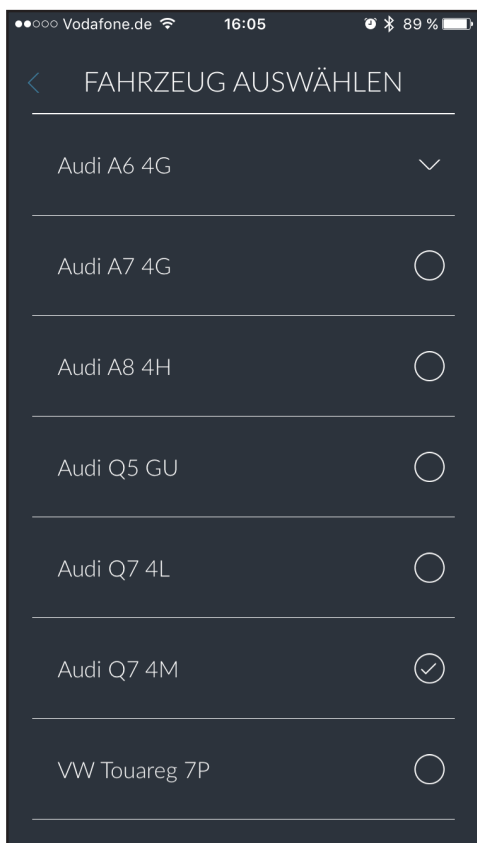 Vodafone.de 16:05 89 %
FAHRZEUG AUSWÄHLEN
Audi A6 4G
Audi A7 4G
Audi A8 4H
Audi Q5 GU
Audi Q7 4L
Audi Q7 4M
VW Touareg 7P